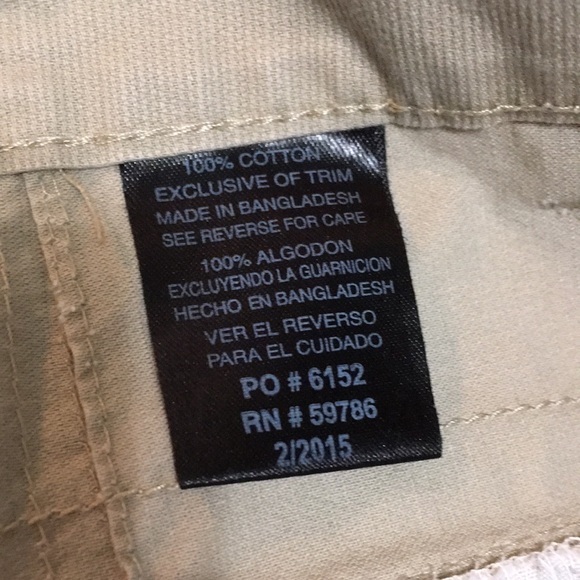 100% COTTON
EXCLUSIVE OF TRIM
MADE IN BANGLADESH
SEE REVERSE FOR CARE
100% ALGODON
EXCLUYENDO LA GUARNICION
HECHO EN BANGLADESH
VER EL REVERSO
PARA EL CUIDADO
PO # 6152
RN # 59786
2/2015